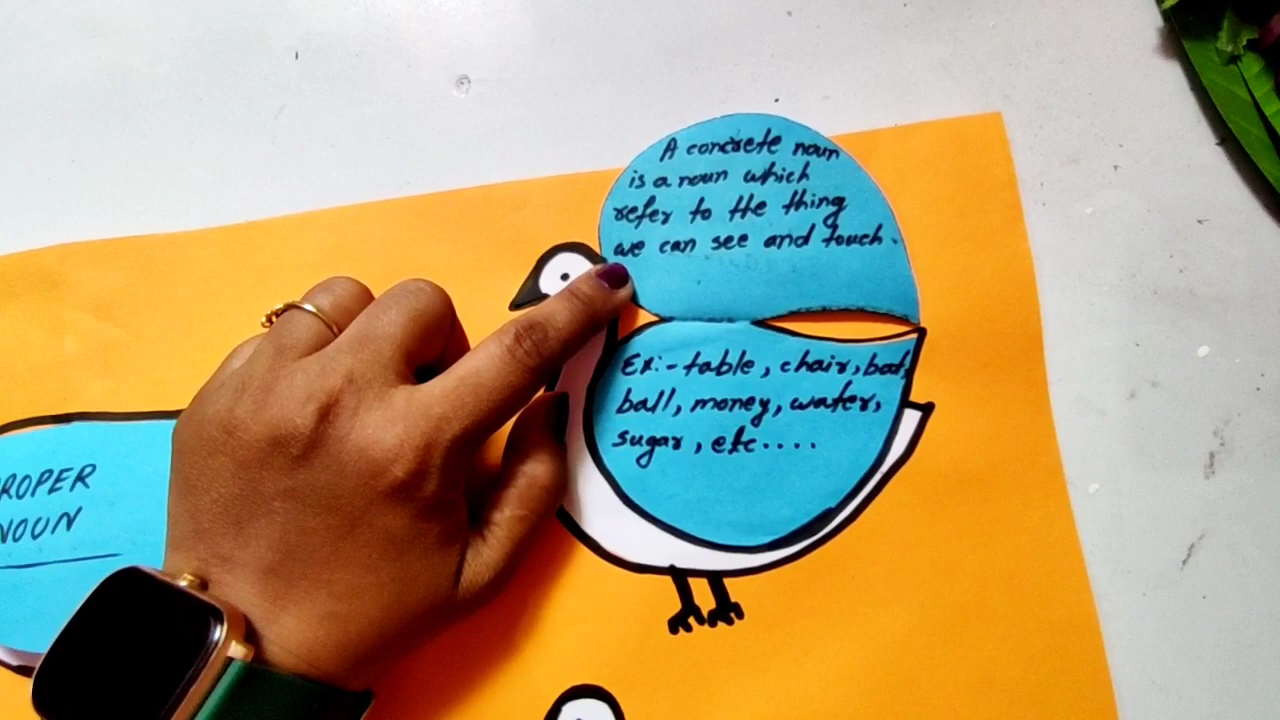 A concrete noun
is a noun which
refer to the thing
we can see and touch.
Ex:- table, chair, bat,
ball, money, water,
sugar, etc....
ROPER
NOUN